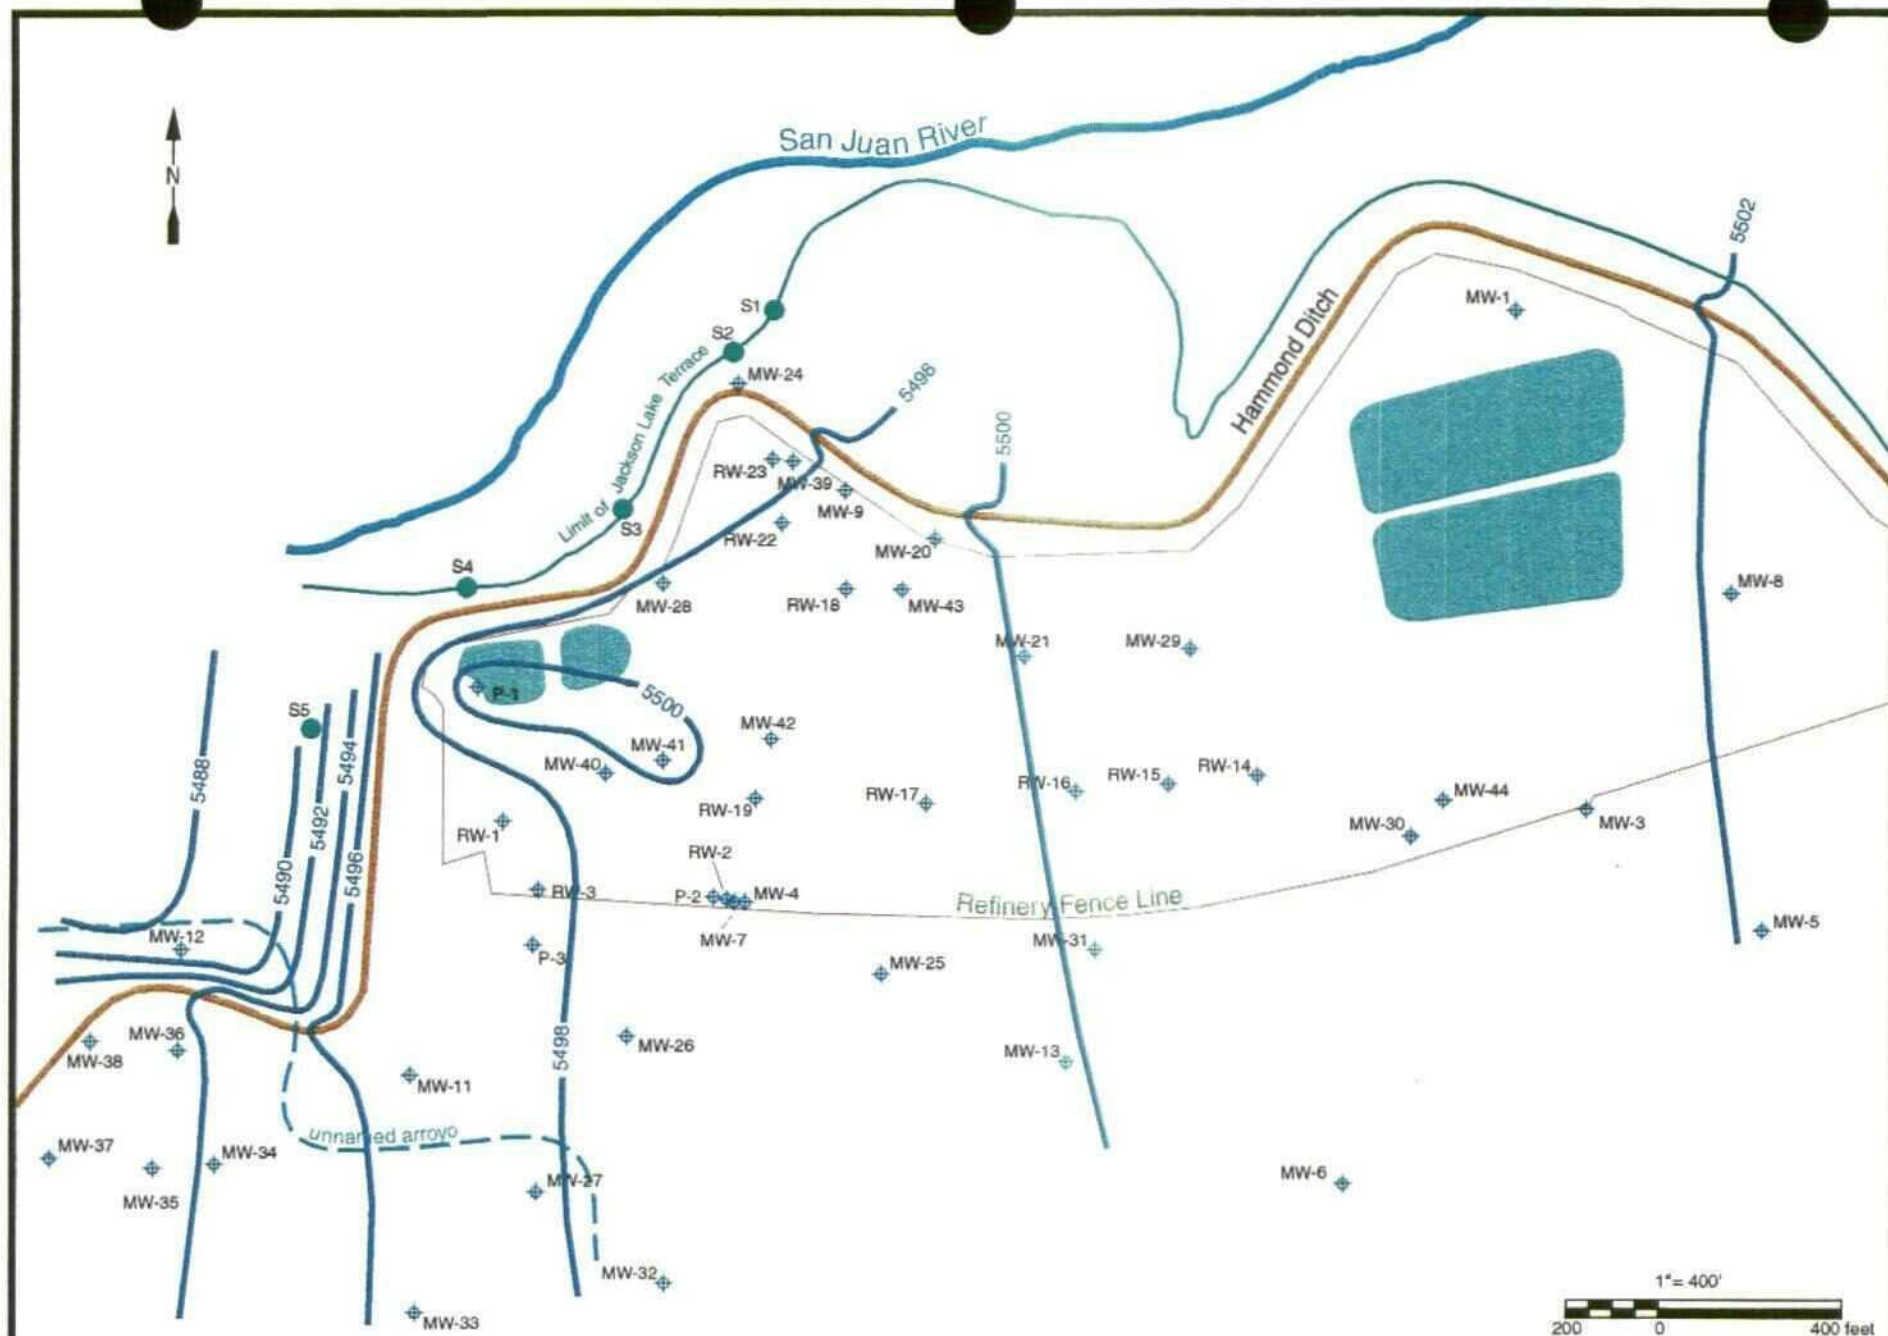 San Juan River
N
5502
S1
MW-1
S2
Hammond Ditch
Limit of Jackson Lake Terrace
MW-24
5498
5500
RW-23
MW-39
MW-9
S3
RW-22
MW-20
S4
MW-28
RW-18
MW-43
MW-8
MW-21
MW-29
P-1
5500
S5
MW-42
MW-41
MW-40
5488
5494
RW-16
RW-15
RW-14
RW-17
RW-19
MW-44
MW-30
MW-3
5492
RW-1
RW-2
5490
5496
RW-3
P-2
MW-4
Refinery Fence Line
MW-12
MW-7
MW-31
MW-5
P-3
MW-25
MW-36
MW-38
MW-26
5498
MW-13
MW-11
unnamed arroyo
MW-37
MW-34
MW-35
MW-27
MW-6
MW-32
MW-33
1"= 400'
200 0 400 feet